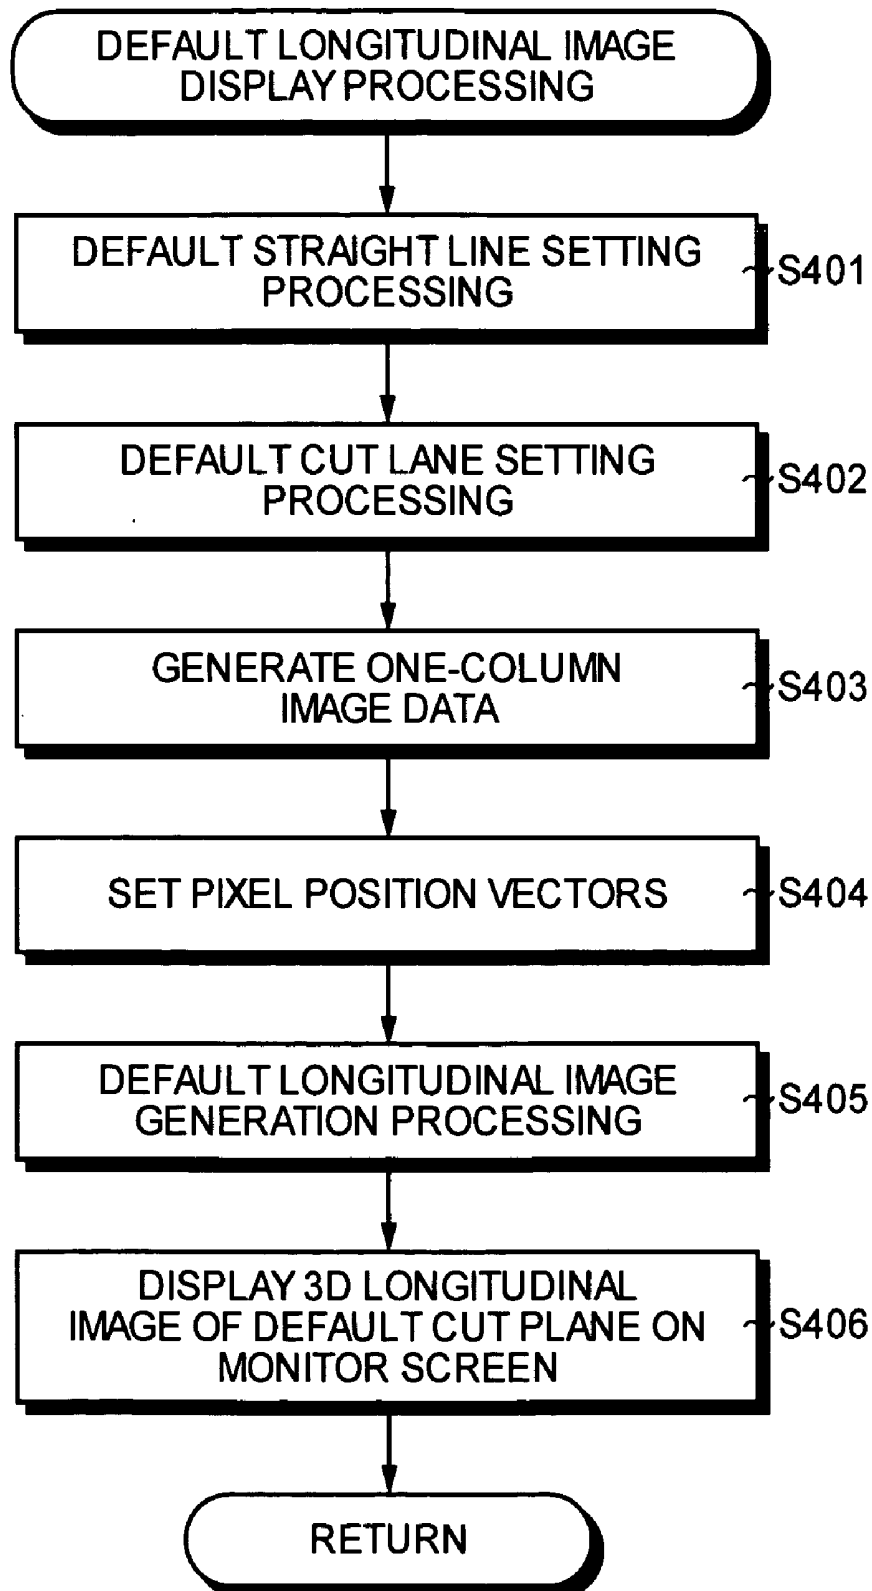 DEFAULT LONGITUDINAL IMAGE
DISPLAY PROCESSING
DEFAULT STRAIGHT LINE SETTING
PROCESSING
S401
DEFAULT CUT LANE SETTING
PROCESSING
S402
GENERATE ONE-COLUMN
IMAGE DATA
S403
SET PIXEL POSITION VECTORS
S404
DEFAULT LONGITUDINAL IMAGE
GENERATION PROCESSING
S405
DISPLAY 3D LONGITUDINAL
IMAGE OF DEFAULT CUT PLANE ON
MONITOR SCREEN
S406
RETURN